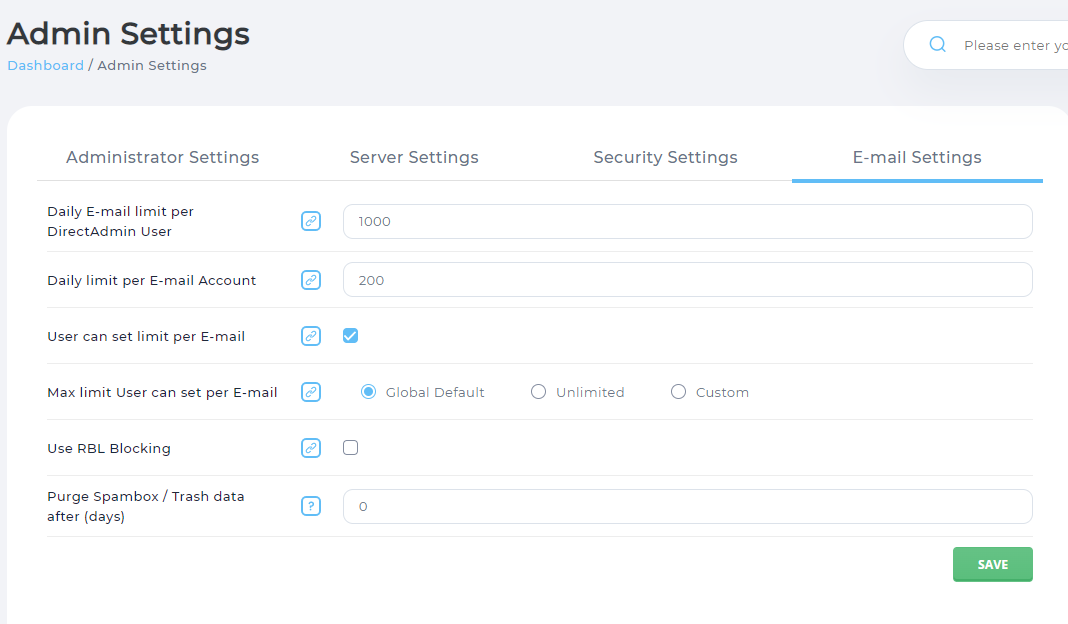 Admin Settings
Dashboard / Admin Settings
Please enter yo
Administrator Settings
Server Settings
Security Settings
E-mail Settings
Daily E-mail limit per
DirectAdmin User
1000
Daily limit per E-mail Account
200
User can set limit per E-mail
Max limit User can set per E-mail
Global Default
Unlimited
Custom
Use RBL Blocking
Purge Spambox / Trash data
after (days)
?
0
SAVE